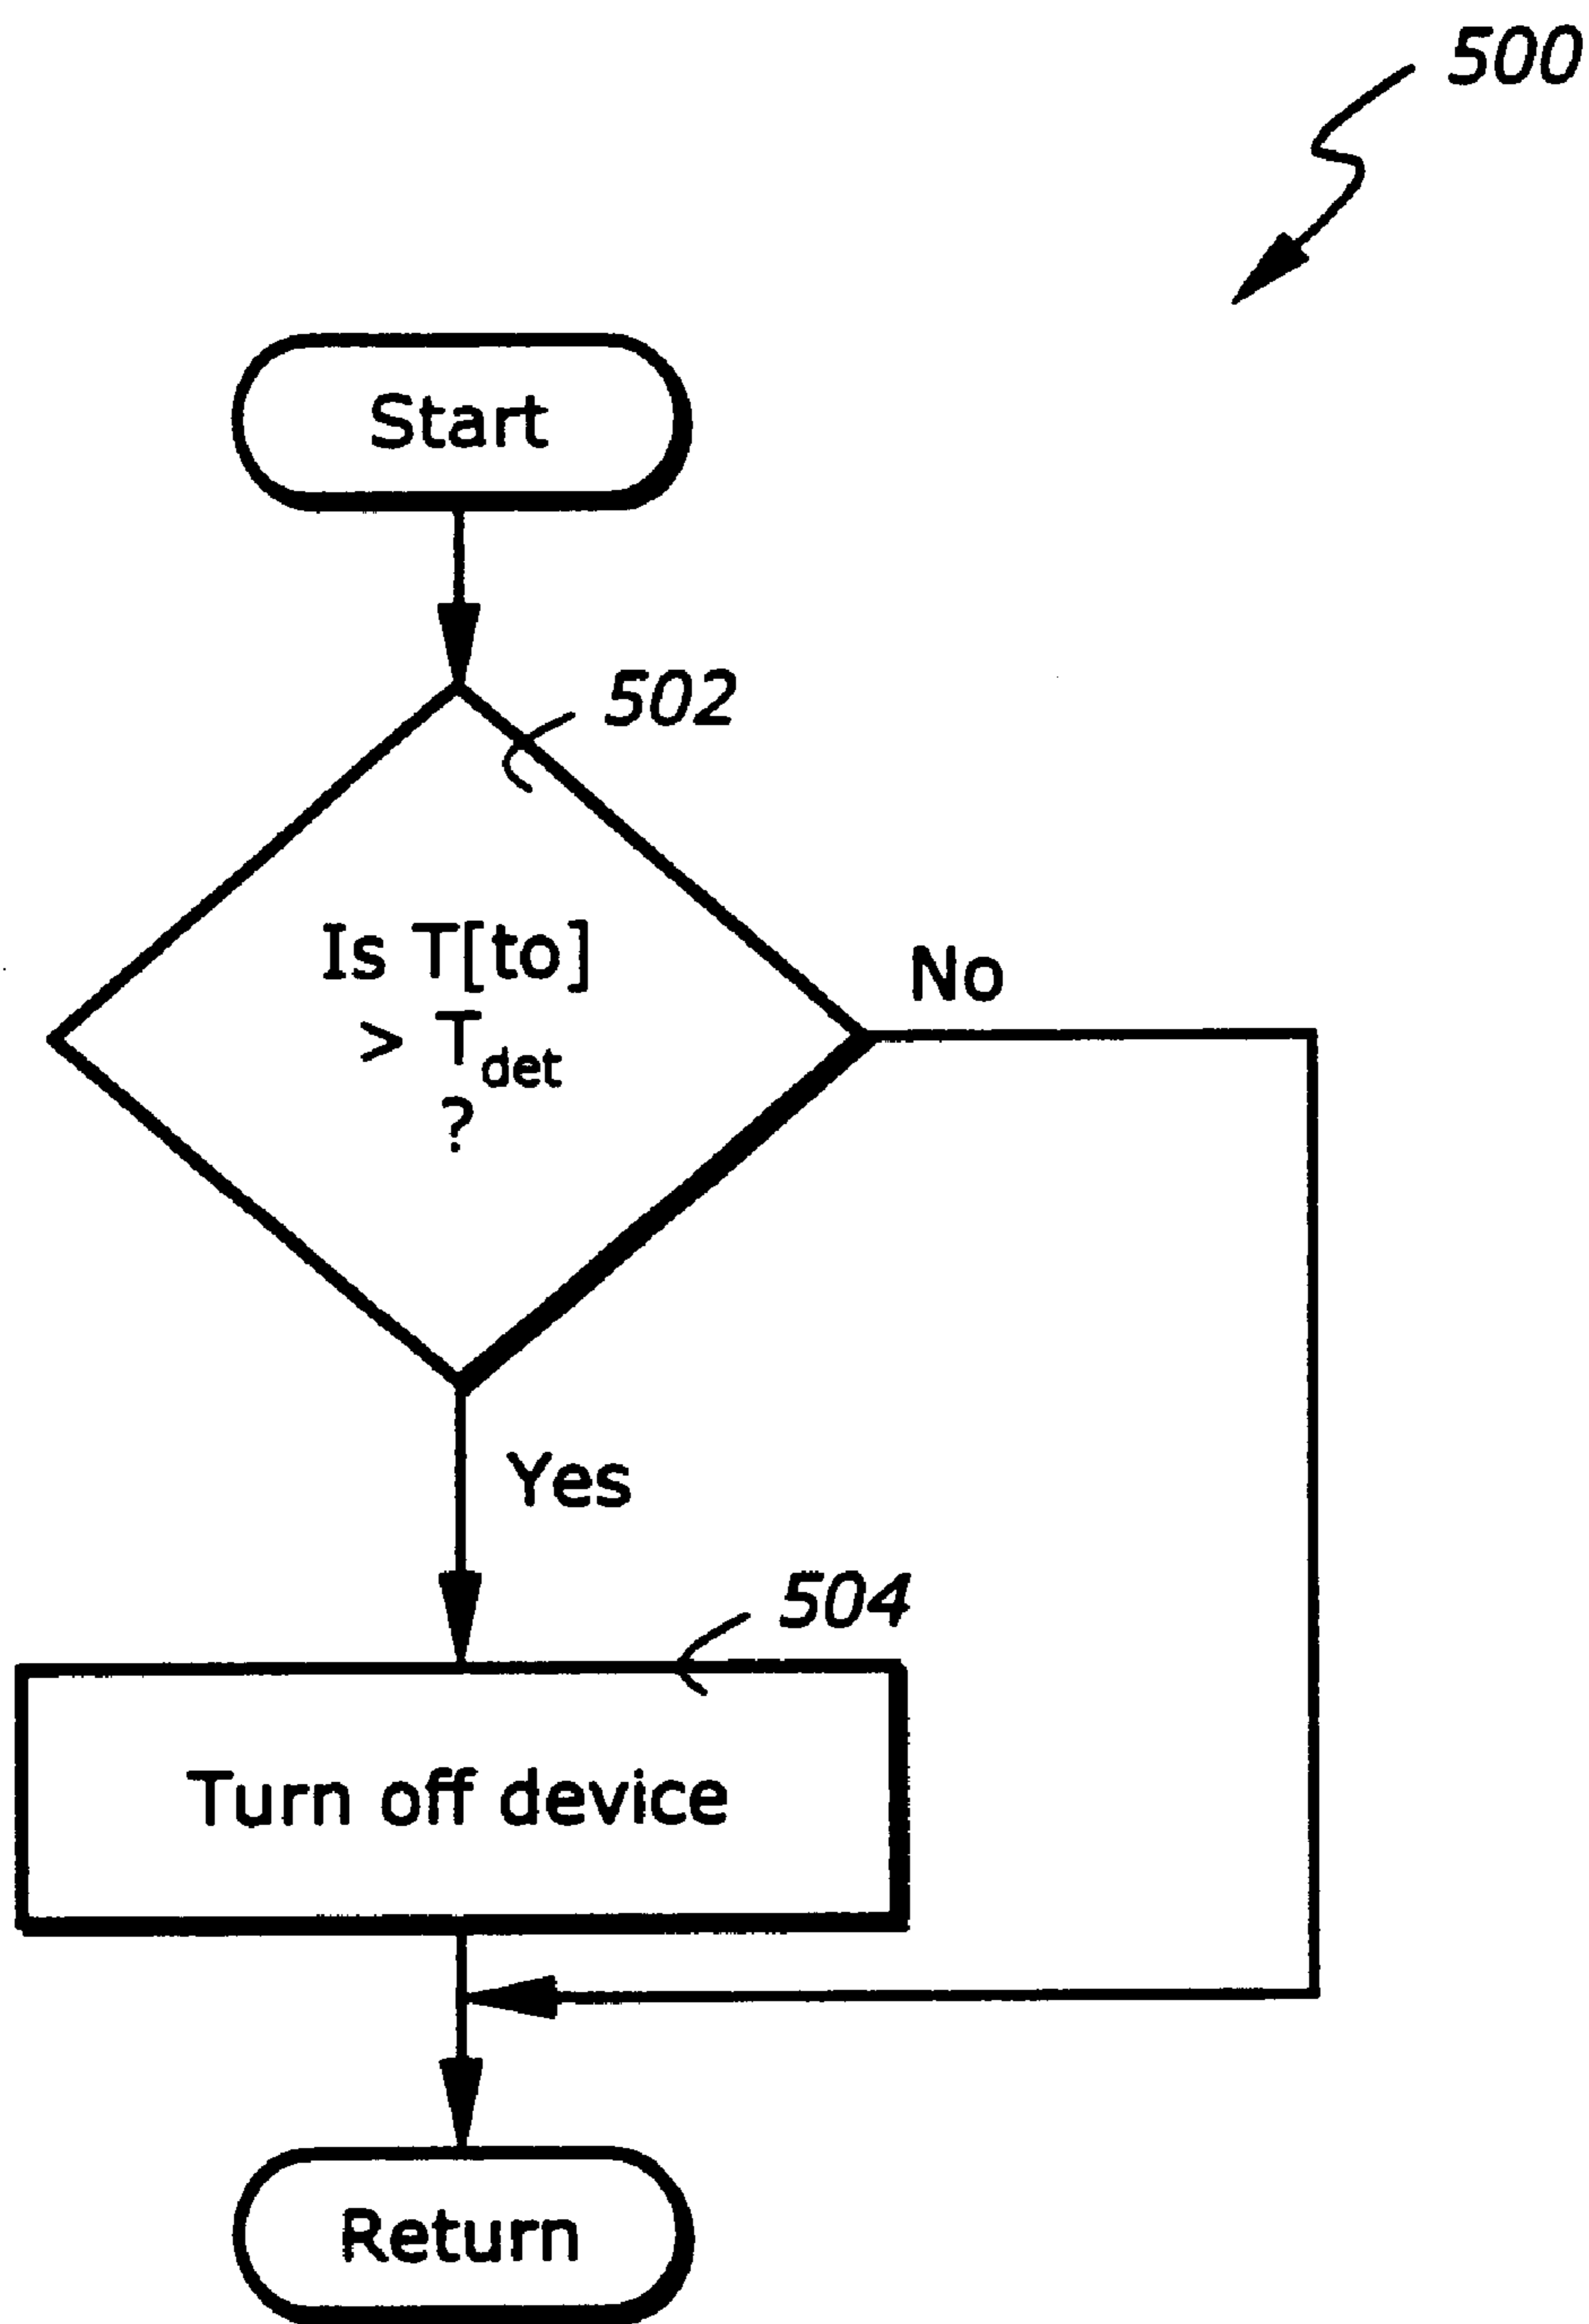 500
Start
502
Is T[to]
> Tdet
?
No
Yes
504
Turn off device
Return